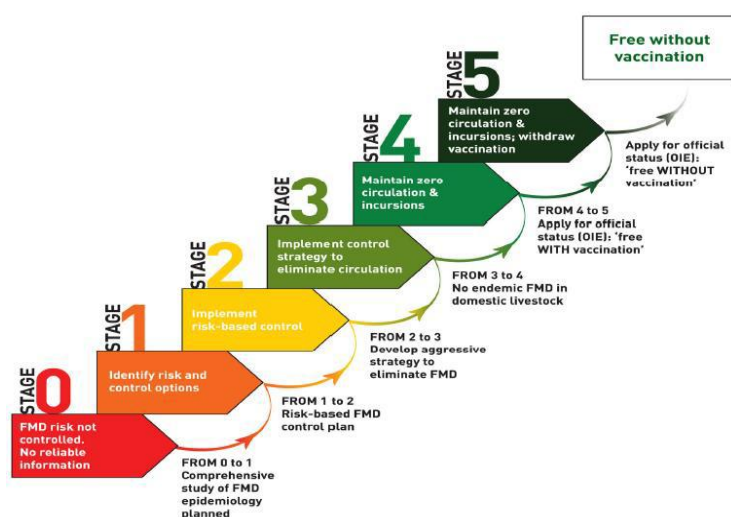 Free without
vaccination
STAGE 5
Maintain zero
circulation &
incursions; withdraw
vaccination
Apply for official
status (OIE):
'free WITHOUT
vaccination'
STAGE 4
Maintain zero
circulation &
incursions
FROM 4 to 5
Apply for official
status (OIE): 'free
WITH vaccination'
STAGE 3
Implement control
strategy to
eliminate circulation
FROM 3 to 4
No endemic FMD in
domestic livestock
STAGE 2
Implement
risk-based control
FROM 2 to 3
Develop aggressive
strategy to
eliminate FMD
STAGE 1
Identify risk and
control options
FROM 1 to 2
Risk-based FMD
control plan
STAGE 0
FMD risk not
controlled.
No reliable
information
FROM 0 to 1
Comprehensive
study of FMD
epidemiology
planned